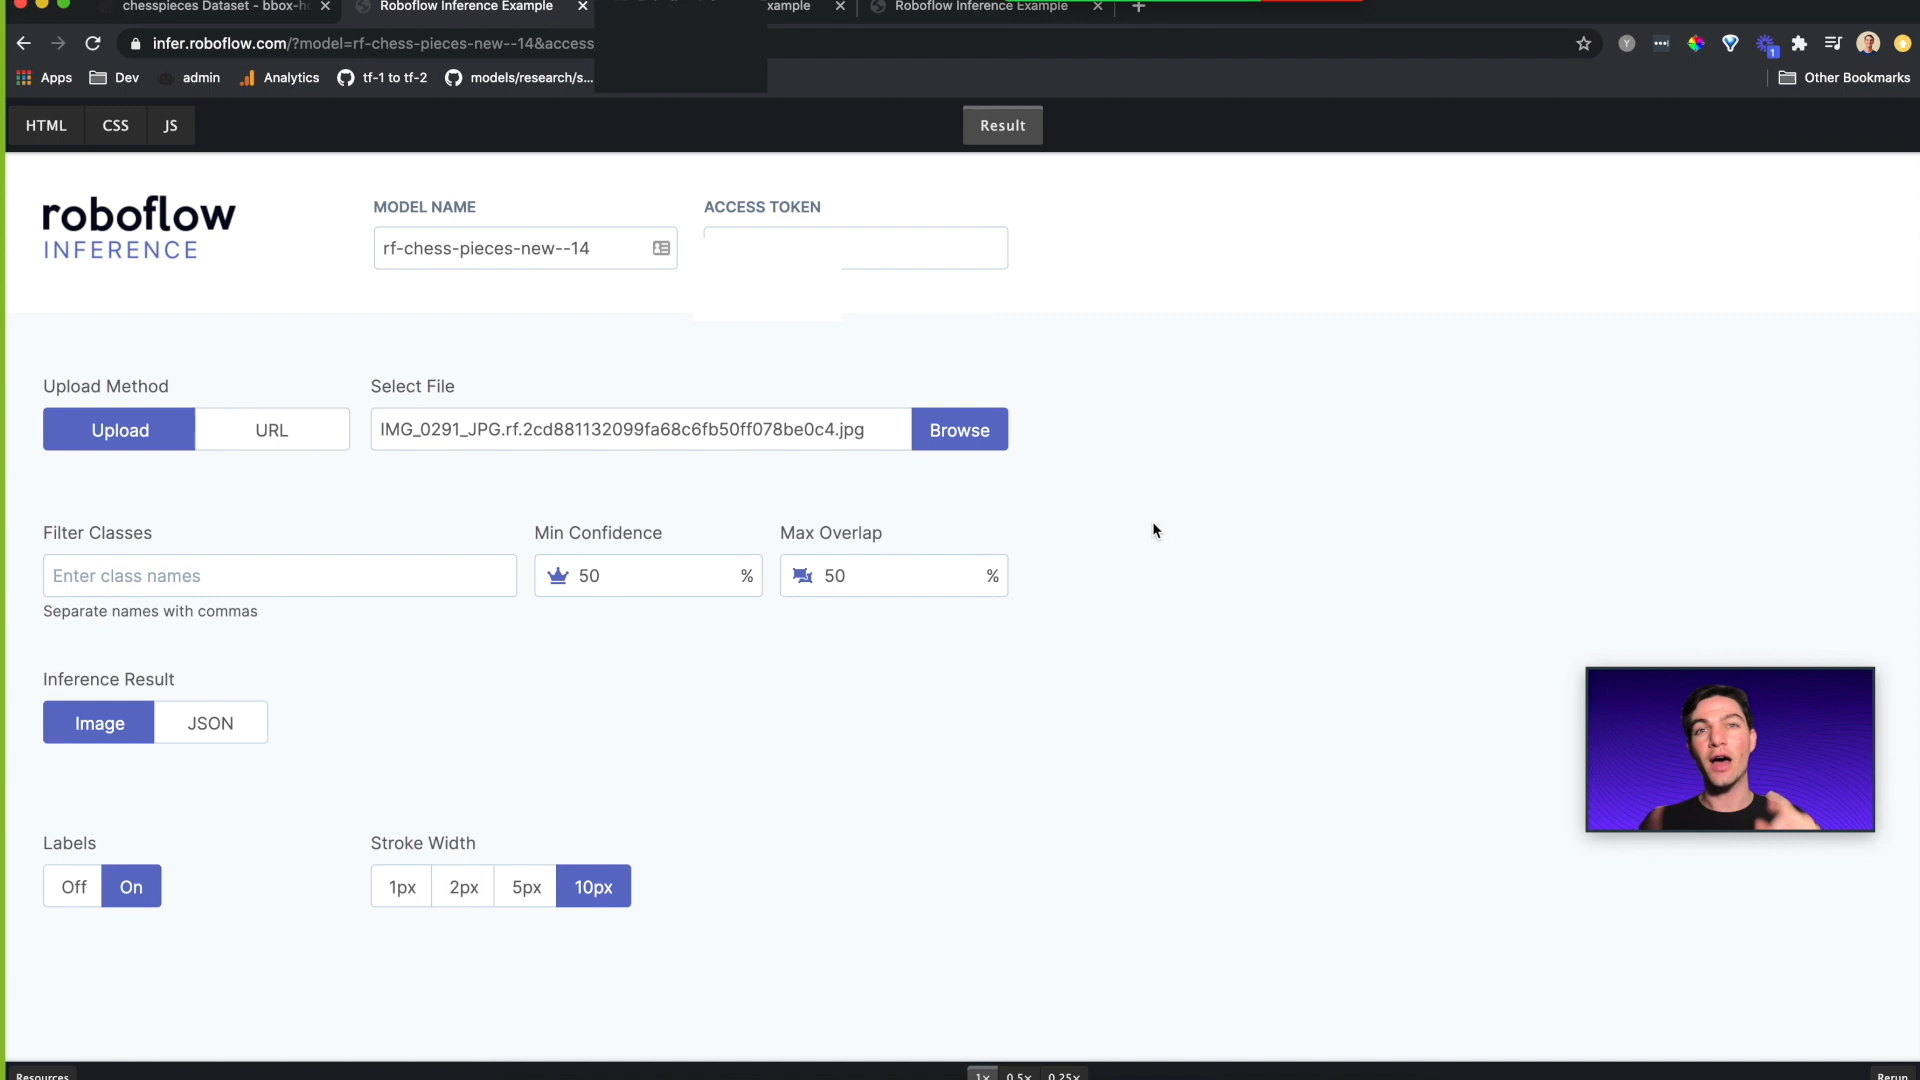 chesspieces Dataset - bbox-h
Roboflow Inference Example
xample
Roboflow Inference Example
infer.roboflow.com/?model=rf-chess-pieces-new--14&access
Y
1
Apps
Dev
admin
Analytics
tf-1 to tf-2
models/research/s...
Other Bookmarks
HTML
CSS
JS
Result
roboflow
INFERENCE
MODEL NAME
rf-chess-pieces-new--14
ACCESS TOKEN
Upload Method
Upload
URL
Select File
IMG_0291_JPG.rf.2cd881132099fa68c6fb50ff078be0c4.jpg
Browse
Filter Classes
Enter class names
Separate names with commas
Min Confidence
50 %
Max Overlap
50 %
Inference Result
Image
JSON
Labels
Off
On
Stroke Width
1px
2px
5px
10px
Resources
1x
0.5x
0.25x
Rerun